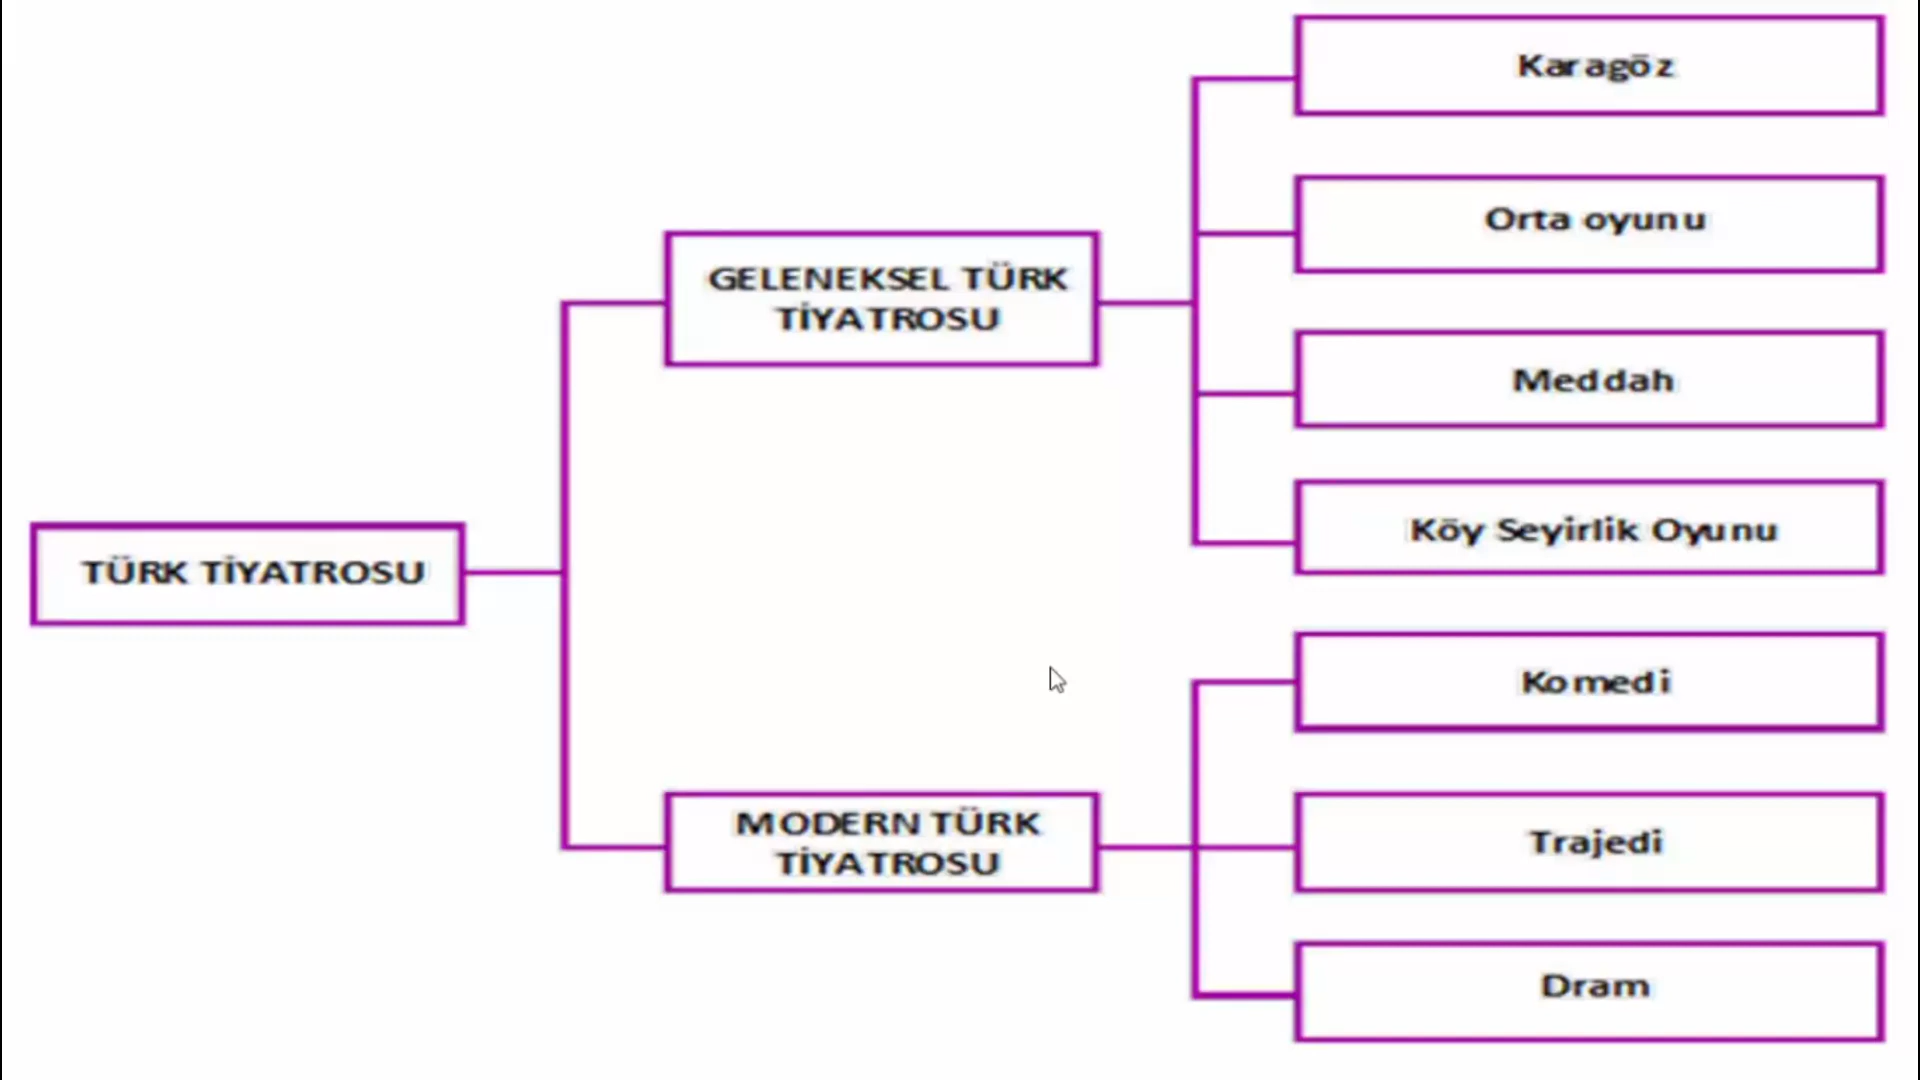 TÜRK TİYATROSU
GELENEKSEL TÜRK
TİYATROSU
Karagöz
Orta oyunu
Meddah
Köy Seyirlik Oyunu
MODERN TÜRK
TİYATROSU
Komedi
Trajedi
Dram